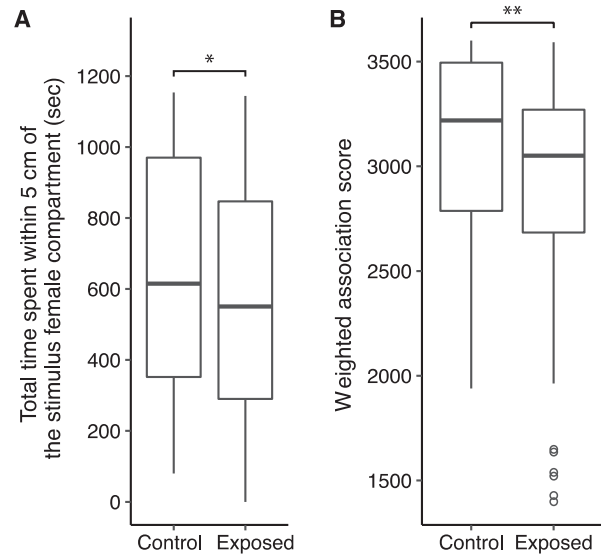 A
Total time spent within 5 cm of
the stimulus female compartment (sec)
1200
1000
800
600
400
200
0
*
Control Exposed
B
Weighted association score
3500
3000
2500
2000
1500
**
Control Exposed